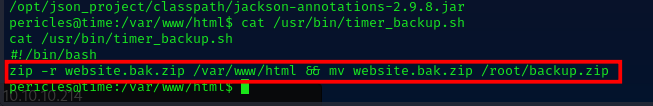 /opt/json_project/classpath/jackson-annotations-2.9.8.jar
pericles@time:/var/www/html$ cat /usr/bin/timer_backup.sh
cat /usr/bin/timer_backup.sh
#!/bin/bash
zip -r website.bak.zip /var/www/html && mv website.bak.zip /root/backup.zip
pericles@time:/var/www/html$
10.10.10.214